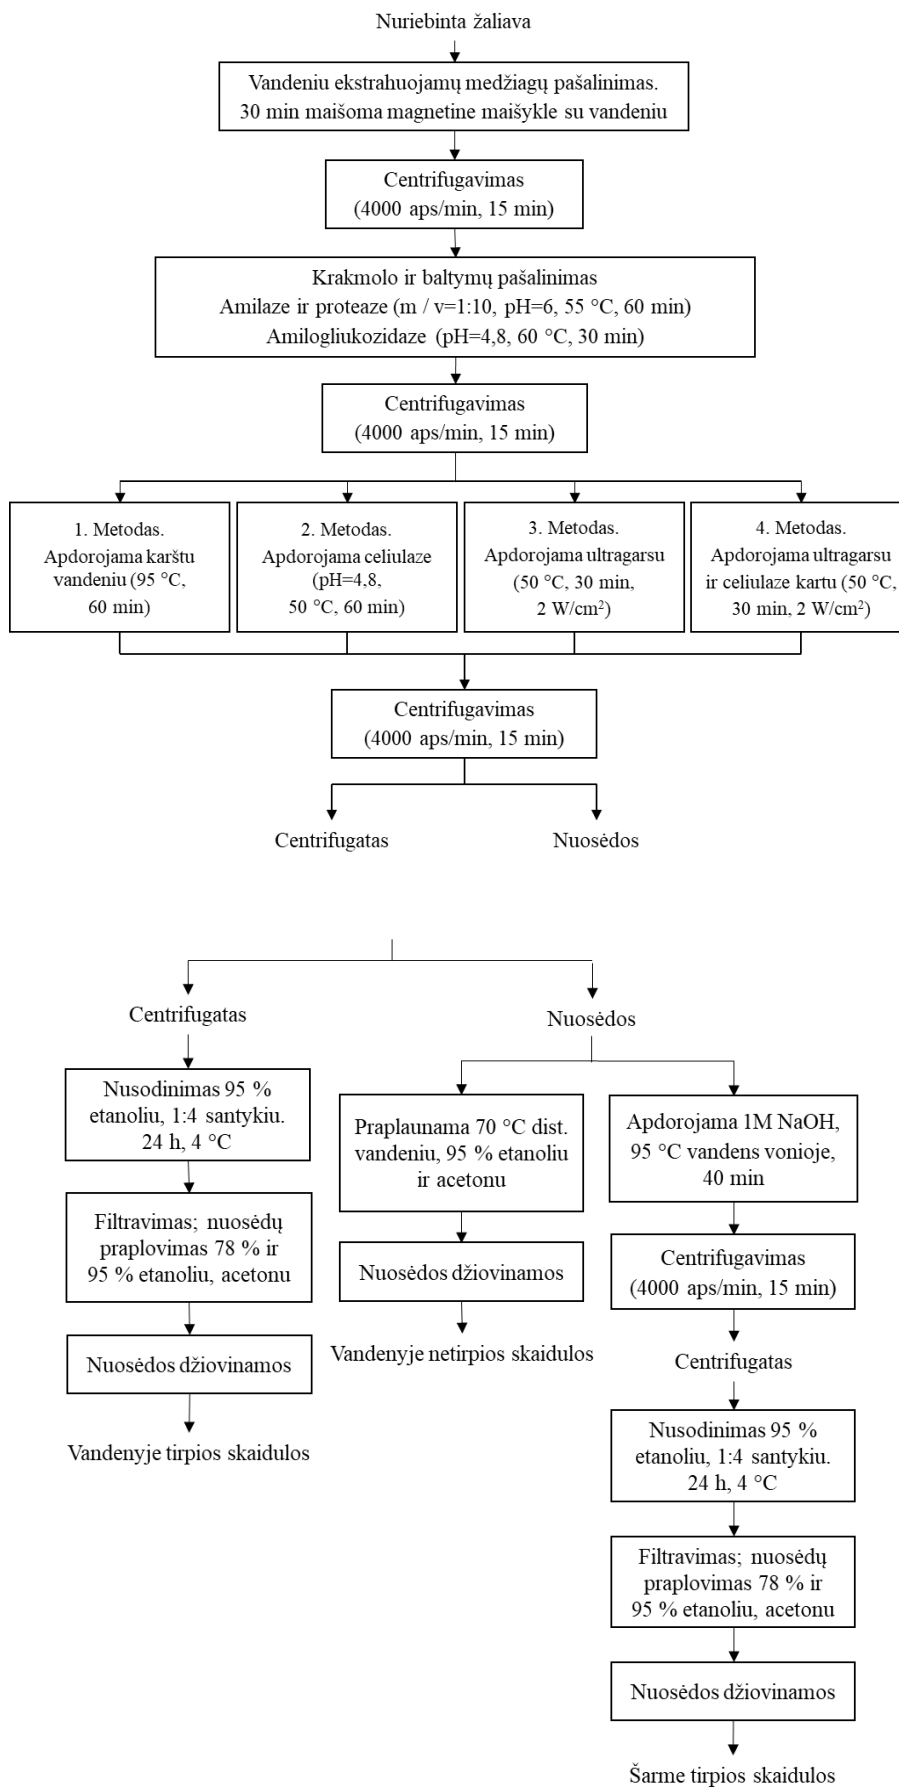 Nuriebinta žaliava
Vandeniu ekstrahuojamų medžiagų pašalinimas.
30 min maišoma magnetine maišykle su vandeniu
Centrifugavimas
(4000 aps/min, 15 min)
Krakmolo ir baltymų pašalinimas
Amilaze ir proteaze (m / v=1:10, pH=6, 55 °C, 60 min)
Amilogliukozidaze (pH=4,8, 60 °C, 30 min)
Centrifugavimas
(4000 aps/min, 15 min)
1. Metodas.
Apdorojama karštu
vandeniu (95 °C,
60 min)
2. Metodas.
Apdorojama celiulaze
(pH=4,8,
50 °C, 60 min)
3. Metodas.
Apdorojama ultragarsu
(50 °C, 30 min,
2 W/cm²)
4. Metodas.
Apdorojama ultragarsu
ir celiulaze kartu (50 °C,
30 min, 2 W/cm²)
Centrifugavimas
(4000 aps/min, 15 min)
Centrifugatas
Nuosėdos
Centrifugatas
Nuosėdos
Nusodinimas 95 %
etanoliu, 1:4 santykiu.
24 h, 4 °C
Filtravimas; nuosėdų
praplovimas 78 % ir
95 % etanoliu, acetonu
Nuosėdos džiovinamos
Vandenyje tirpios skaidulos
Praplaunama 70 °C dist.
vandeniu, 95 % etanoliu
ir acetonu
Nuosėdos džiovinamos
Vandenyje netirpios skaidulos
Apdorojama 1M NaOH,
95 °C vandens vonioje,
40 min
Centrifugavimas
(4000 aps/min, 15 min)
Centrifugatas
Nusodinimas 95 %
etanoliu, 1:4 santykiu.
24 h, 4 °C
Filtravimas; nuosėdų
praplovimas 78 % ir
95 % etanoliu, acetonu
Nuosėdos džiovinamos
Šarme tirpios skaidulos